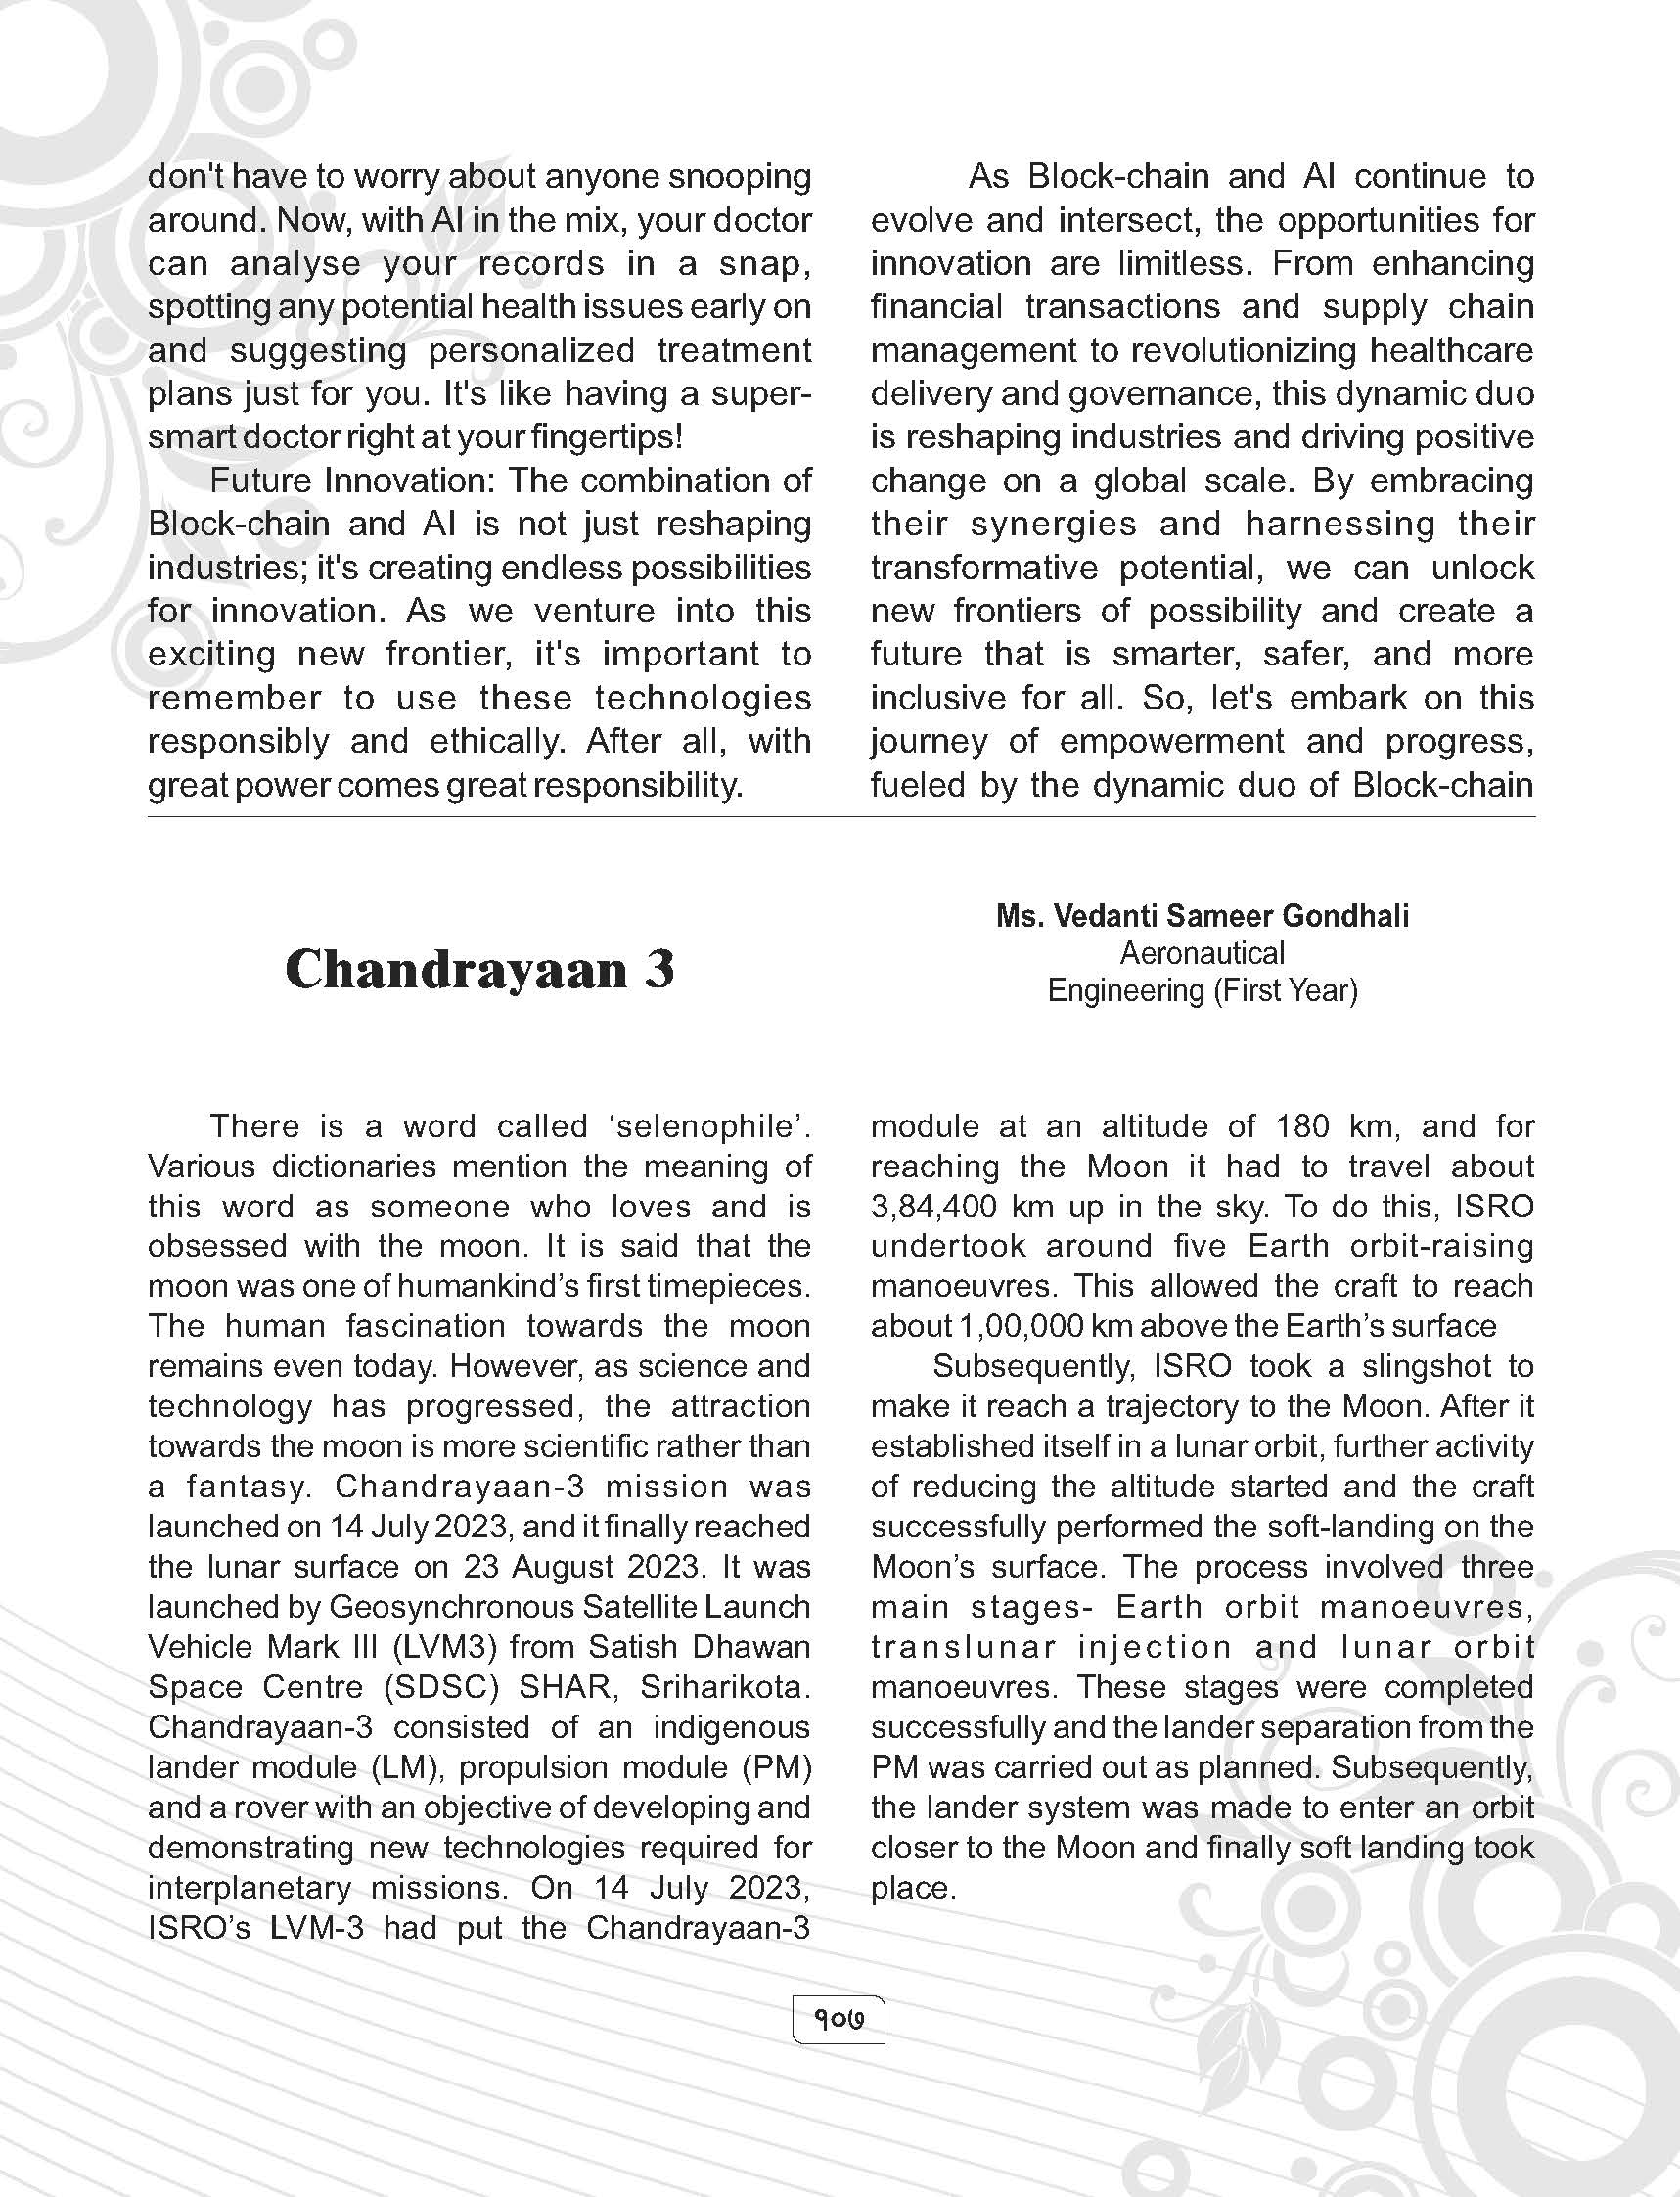 don't have to worry about anyone snooping
around. Now, with AI in the mix, your doctor
can analyse your records in a snap,
spotting any potential health issues early on
and suggesting personalized treatment
plans just for you. It's like having a super-
smart doctor right at your fingertips!
Future Innovation: The combination of
Block-chain and AI is not just reshaping
industries; it's creating endless possibilities
for innovation. As we venture into this
exciting new frontier, it's important to
remember to use these technologies
responsibly and ethically. After all, with
great power comes great responsibility.
As Block-chain and AI continue to
evolve and intersect, the opportunities for
innovation are limitless. From enhancing
financial transactions and supply chain
management to revolutionizing healthcare
delivery and governance, this dynamic duo
is reshaping industries and driving positive
change on a global scale. By embracing
their synergies and harnessing their
transformative potential, we can unlock
new frontiers of possibility and create a
future that is smarter, safer, and more
inclusive for all. So, let's embark on this
journey of empowerment and progress,
fueled by the dynamic duo of Block-chain
Chandrayaan 3
Ms. Vedanti Sameer Gondhali
Aeronautical
Engineering (First Year)
There is a word called ‘selenophile’.
Various dictionaries mention the meaning of
this word as someone who loves and is
obsessed with the moon. It is said that the
moon was one of humankind’s first timepieces.
The human fascination towards the moon
remains even today. However, as science and
technology has progressed, the attraction
towards the moon is more scientific rather than
a fantasy. Chandrayaan-3 mission was
launched on 14 July 2023, and it finally reached
the lunar surface on 23 August 2023. It was
launched by Geosynchronous Satellite Launch
Vehicle Mark III (LVM3) from Satish Dhawan
Space Centre (SDSC) SHAR, Sriharikota.
Chandrayaan-3 consisted of an indigenous
lander module (LM), propulsion module (PM)
and a rover with an objective of developing and
demonstrating new technologies required for
interplanetary missions. On 14 July 2023,
ISRO’s LVM-3 had put the Chandrayaan-3
module at an altitude of 180 km, and for
reaching the Moon it had to travel about
3,84,400 km up in the sky. To do this, ISRO
undertook around five Earth orbit-raising
manoeuvres. This allowed the craft to reach
about 1,00,000 km above the Earth’s surface
Subsequently, ISRO took a slingshot to
make it reach a trajectory to the Moon. After it
established itself in a lunar orbit, further activity
of reducing the altitude started and the craft
successfully performed the soft-landing on the
Moon’s surface. The process involved three
main stages- Earth orbit manoeuvres,
translunar injection and lunar orbit
manoeuvres. These stages were completed
successfully and the lander separation from the
PM was carried out as planned. Subsequently,
the lander system was made to enter an orbit
closer to the Moon and finally soft landing took
place.
१०७